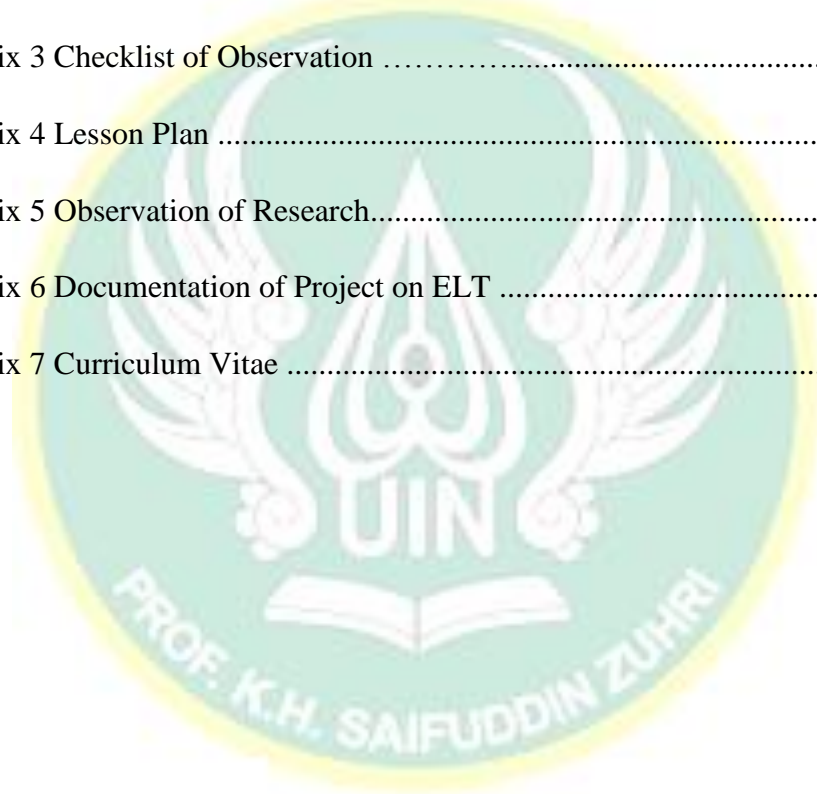 ix 3 Checklist of Observation …………......................................
ix 4 Lesson Plan ...........................................................................
ix 5 Observation of Research........................................................
ix 6 Documentation of Project on ELT ........................................
ix 7 Curriculum Vitae ..................................................................
UIN
PROF. K.H. SAIFUDDIN ZUHRI